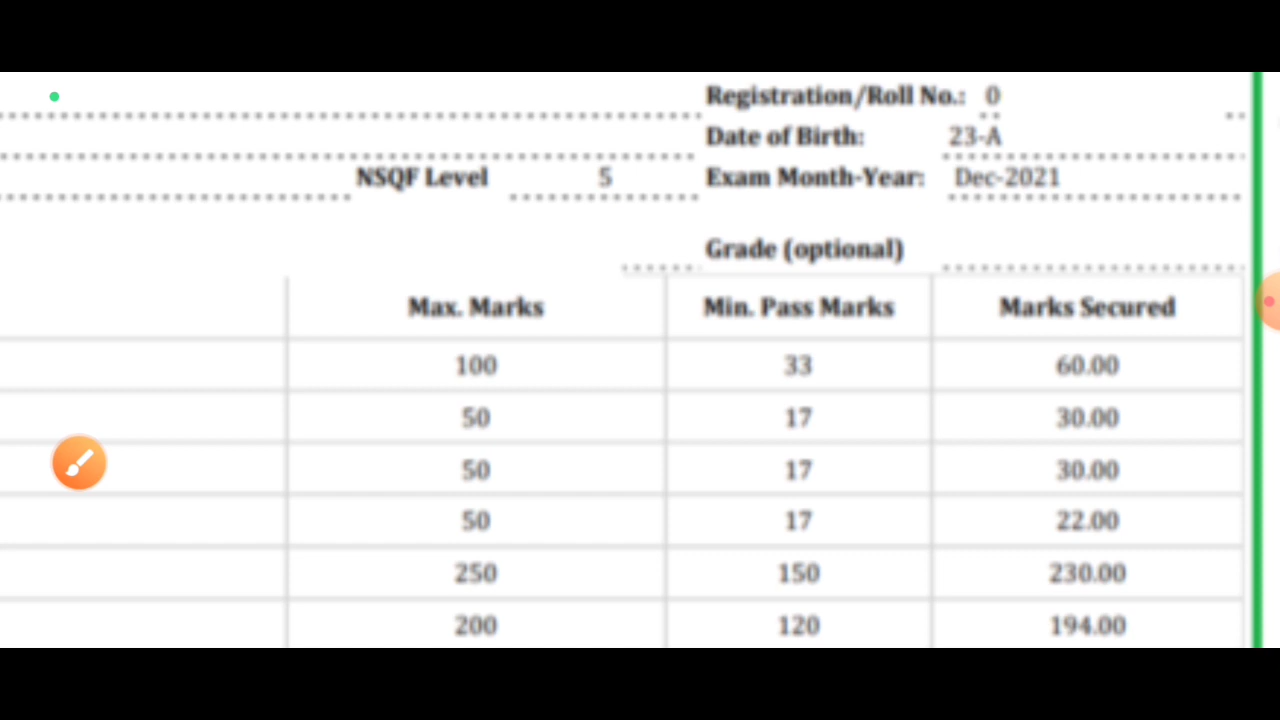 Registration/Roll No.: 0
Date of Birth: 23-A
NSQF Level 5 Exam Month-Year: Dec-2021
Grade (optional)
Max. Marks Min. Pass Marks Marks Secured
100 33 60.00
50 17 30.00
50 17 30.00
50 17 22.00
250 150 230.00
200 120 194.00